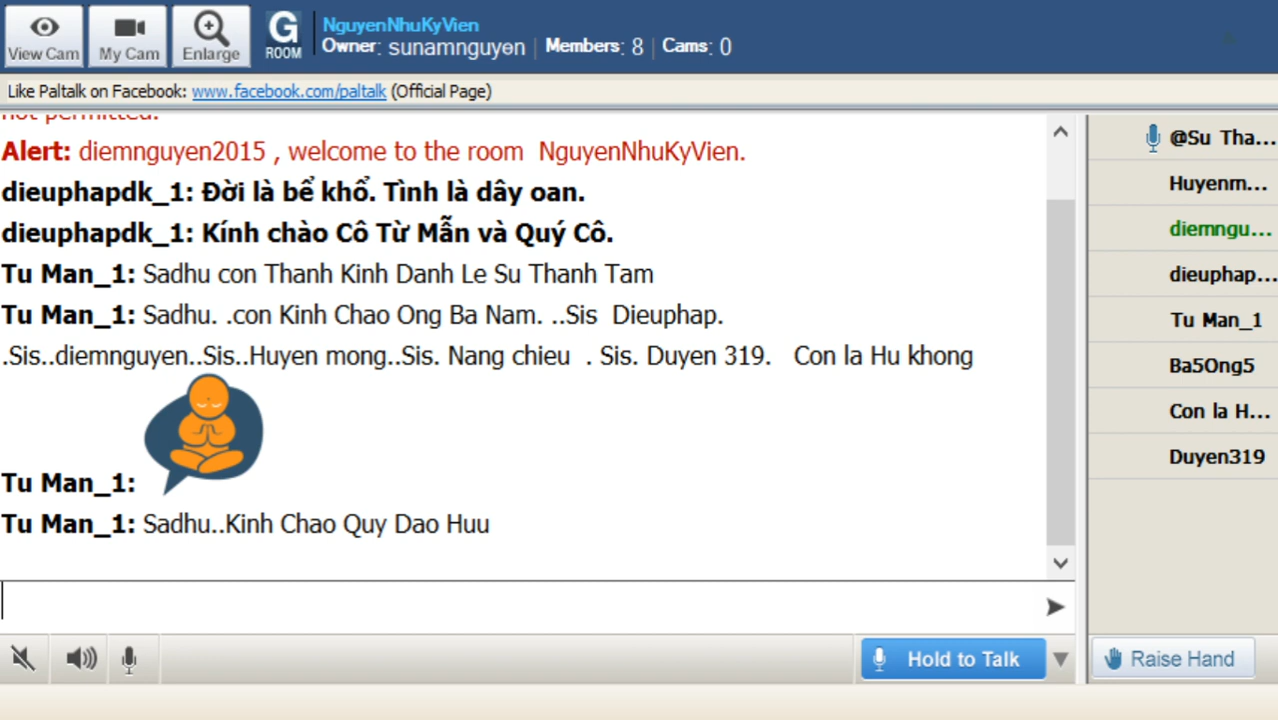 View Cam
My Cam
Enlarge
G
ROOM
NguyenNhuKyVien
Owner: sunamnguyen | Members: 8 | Cams: 0
Like Paltalk on Facebook: www.facebook.com/paltalk (Official Page)
not permitted.
Alert: diemnguyen2015 , welcome to the room NguyenNhuKyVien.
dieuphapdk_1: Đời là bể khổ. Tình là dây oan.
dieuphapdk_1: Kính chào Cô Từ Mẫn và Quý Cô.
Tu Man_1: Sadhu con Thanh Kinh Danh Le Su Thanh Tam
Tu Man_1: Sadhu. .con Kinh Chao Ong Ba Nam. ..Sis Dieuphap.
.Sis..diemnguyen..Sis..Huyen mong..Sis. Nang chieu . Sis. Duyen 319. Con la Hu khong
Tu Man_1:
Tu Man_1: Sadhu..Kinh Chao Quy Dao Huu
@Su Tha...
Huyenm...
diemngu...
dieuphap...
Tu Man_1
Ba5Ong5
Con la H...
Duyen319
Hold to Talk
Raise Hand